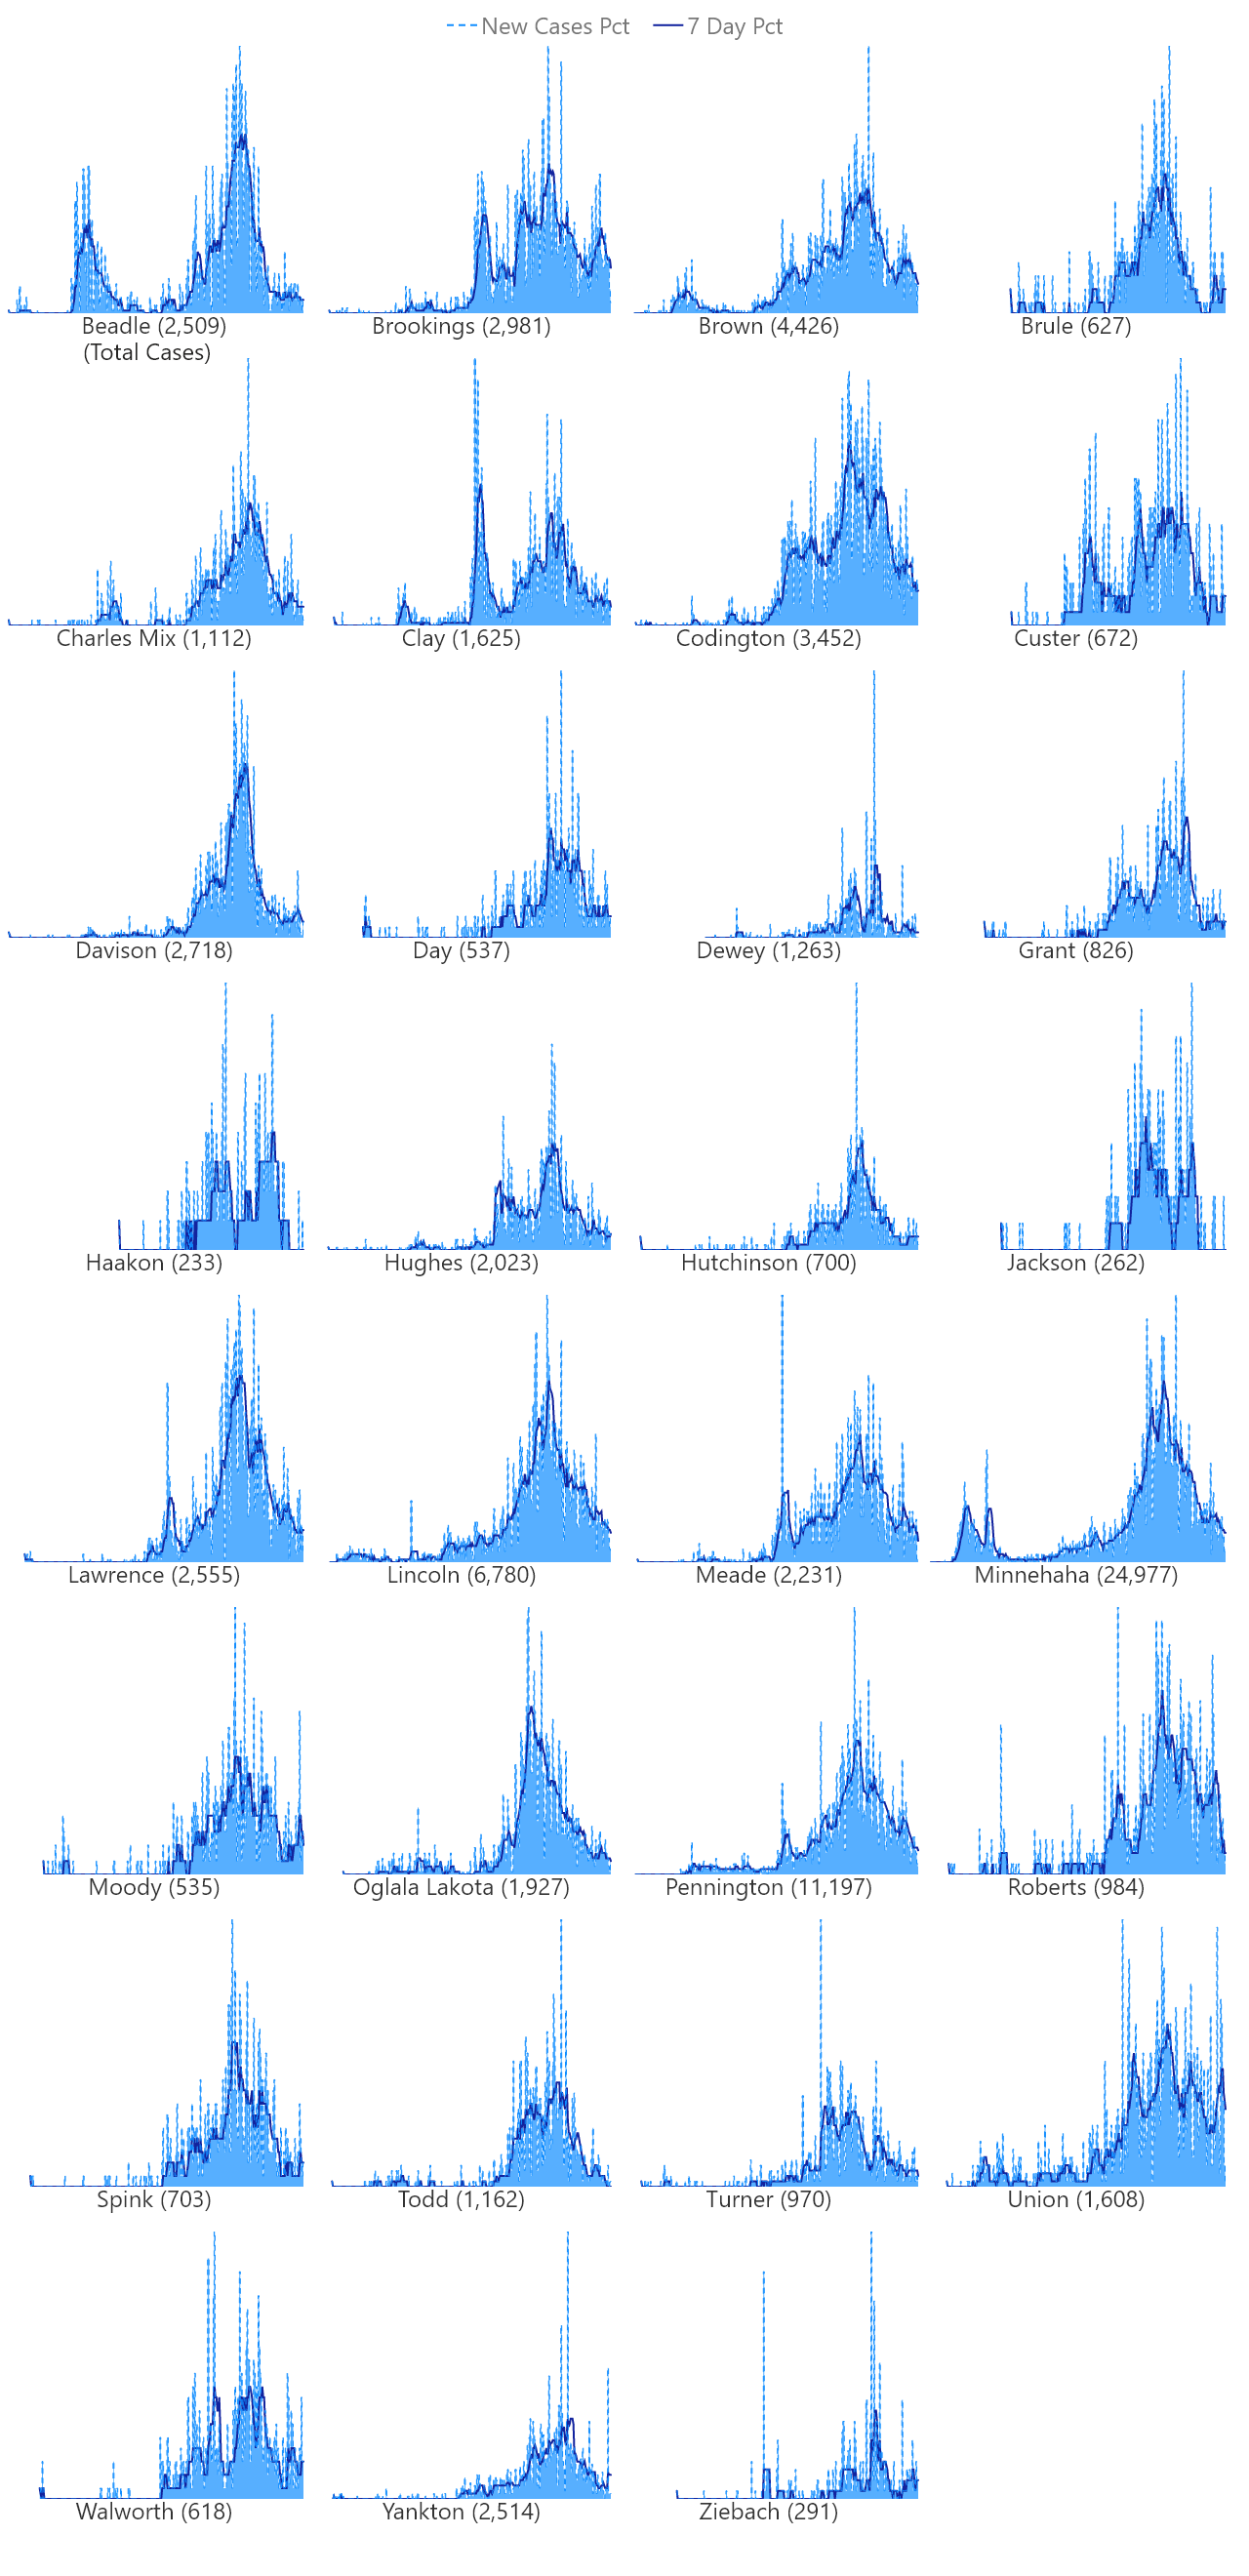 New Cases Pct 7 Day Pct
Beadle (2,509) Brookings (2,981) Brown (4,426) Brule (627)
(Total Cases)
Charles Mix (1,112) Clay (1,625) Codington (3,452) Custer (672)
Davison (2,718) Day (537) Dewey (1,263) Grant (826)
Haakon (233) Hughes (2,023) Hutchinson (700) Jackson (262)
Lawrence (2,555) Lincoln (6,780) Meade (2,231) Minnehaha (24,977)
Moody (535) Oglala Lakota (1,927) Pennington (11,197) Roberts (984)
Spink (703) Todd (1,162) Turner (970) Union (1,608)
Walworth (618) Yankton (2,514) Ziebach (291)